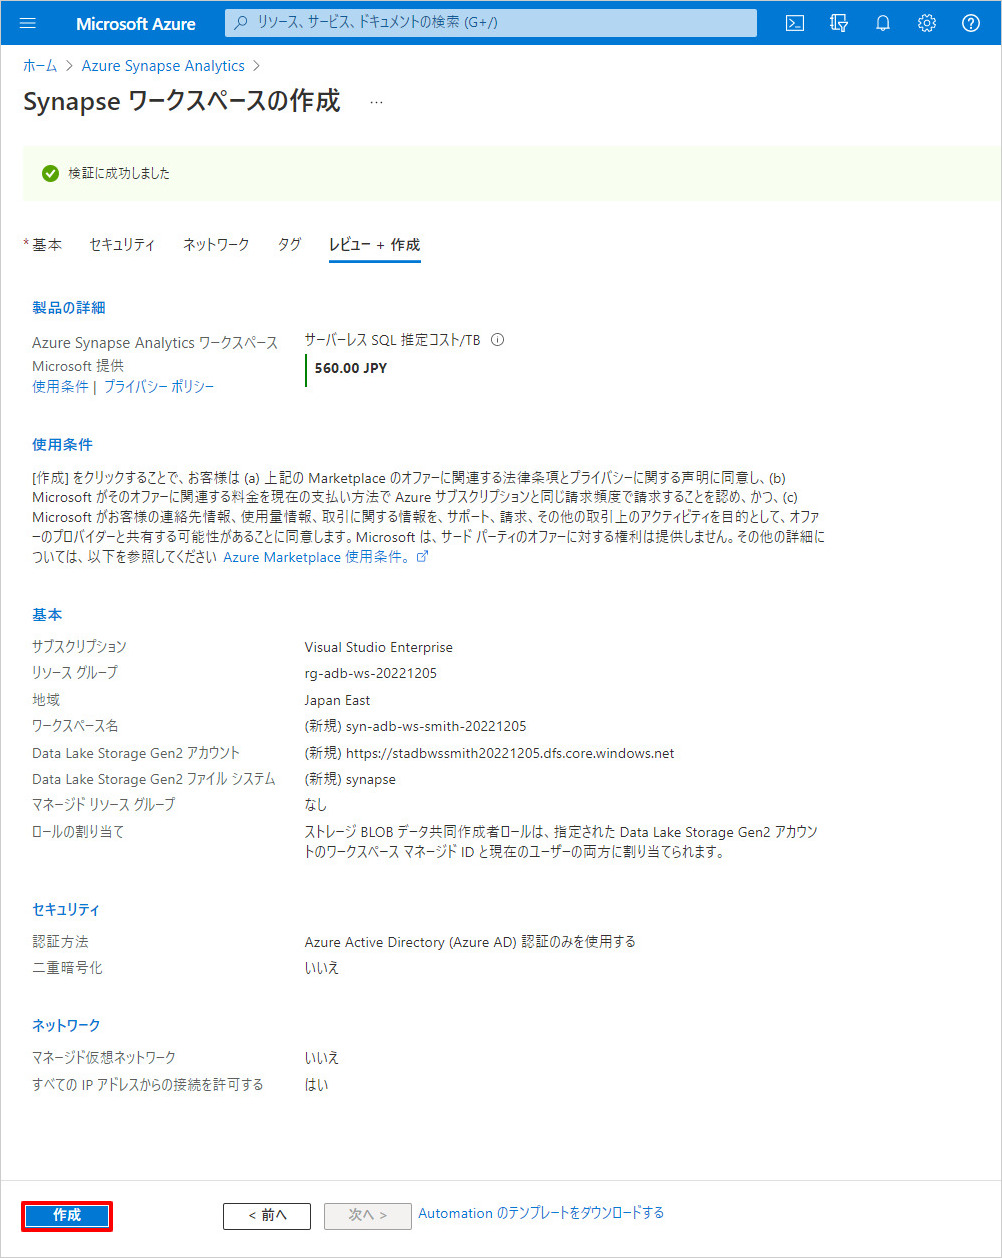 Microsoft Azure
リソース、サービス、ドキュメントの検索 (G+/)
ホーム > Azure Synapse Analytics >
Synapse ワークスペースの作成 …
検証に成功しました
* 基本 セキュリティ ネットワーク タグ レビュー + 作成
製品の詳細
Azure Synapse Analytics ワークスペース
Microsoft 提供
使用条件 | プライバシー ポリシー
サーバーレス SQL 推定コスト/TB
560.00 JPY
使用条件
[作成] をクリックすることで、お客様は (a) 上記の Marketplace のオファーに関連する法律条項とプライバシーに関する声明に同意し、(b)
Microsoft がそのオファーに関連する料金を現在の支払い方法で Azure サブスクリプションと同じ請求頻度で請求することを認め、かつ、(c)
Microsoft がお客様の連絡先情報、使用量情報、取引に関する情報を、サポート、請求、その他の取引上のアクティビティを目的として、オファ
ーのプロバイダーと共有する可能性があることに同意します。Microsoft は、サード パーティのオファーに対する権利は提供しません。その他の詳細に
ついては、以下を参照してください Azure Marketplace 使用条件。
基本
サブスクリプション Visual Studio Enterprise
リソース グループ rg-adb-ws-20221205
地域 Japan East
ワークスペース名 (新規) syn-adb-ws-smith-20221205
Data Lake Storage Gen2 アカウント (新規) https://stadbwssmith20221205.dfs.core.windows.net
Data Lake Storage Gen2 ファイル システム (新規) synapse
マネージド リソース グループ なし
ロールの割り当て ストレージ BLOB データ共同作成者ロールは、指定された Data Lake Storage Gen2 アカウン
トのワークスペース マネージド ID と現在のユーザーの両方に割り当てられます。
セキュリティ
認証方法 Azure Active Directory (Azure AD) 認証のみを使用する
二重暗号化 いいえ
ネットワーク
マネージド仮想ネットワーク いいえ
すべての IP アドレスからの接続を許可する はい
作成 < 前へ 次へ > Automation のテンプレートをダウンロードする